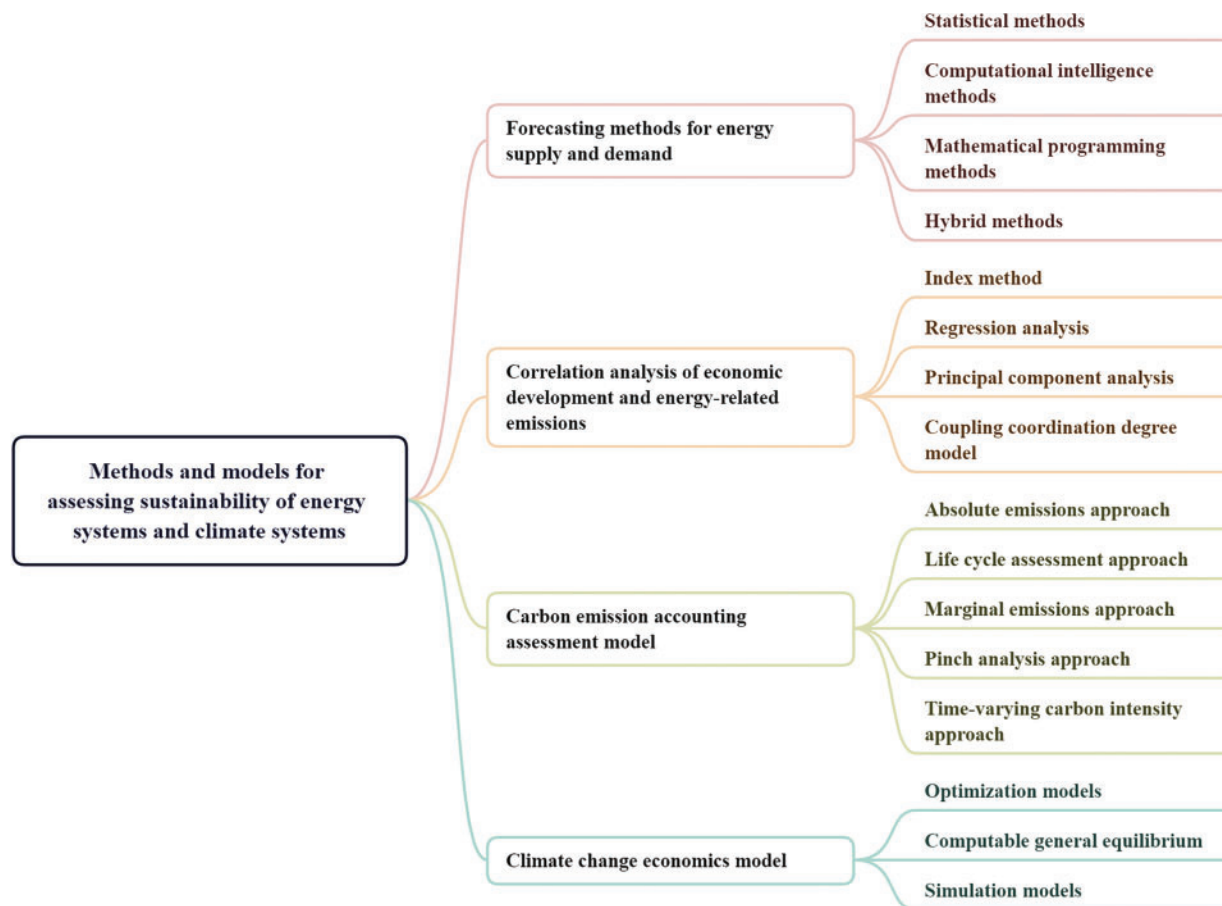 Methods and models for
assessing sustainability of energy
systems and climate systems
Forecasting methods for energy
supply and demand
Statistical methods
Computational intelligence
methods
Mathematical programming
methods
Hybrid methods
Correlation analysis of economic
development and energy-related
emissions
Index method
Regression analysis
Principal component analysis
Coupling coordination degree
model
Carbon emission accounting
assessment model
Absolute emissions approach
Life cycle assessment approach
Marginal emissions approach
Pinch analysis approach
Time-varying carbon intensity
approach
Climate change economics model
Optimization models
Computable general equilibrium
Simulation models